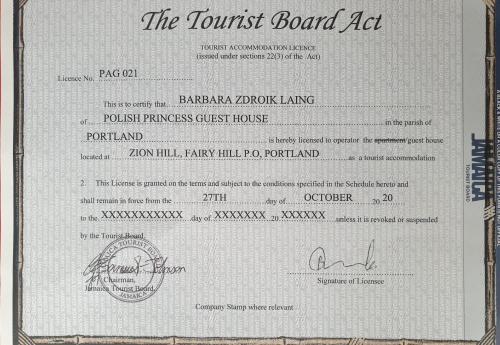 The Tourist Board Act
TOURIST ACCOMMODATION LICENCE
(issued under sections 22(3) of the Act)
Licence No. PAG 021
This is to certify that BARBARA ZDROIK LAING
of POLISH PRINCESS GUEST HOUSE in the parish of
PORTLAND is hereby licensed to operator the apartment/guest house
located at ZION HILL, FAIRY HILL P.O, PORTLAND as a tourist accommodation
2. This License is granted on the terms and subject to the conditions specified in the Schedule hereto and
shall remain in force from the 27TH day of OCTOBER 20 20
to the XXXXXXXXXXX day of XXXXXXX 20 XXXXXX unless it is revoked or suspended
by the Tourist Board.
JAMAICA TOURIST BOARD
JAMAICA
Chairman,
Jamaica Tourist Board
Signature of Licensee
Company Stamp where relevant
JAMAICA
TOURIST BOARD